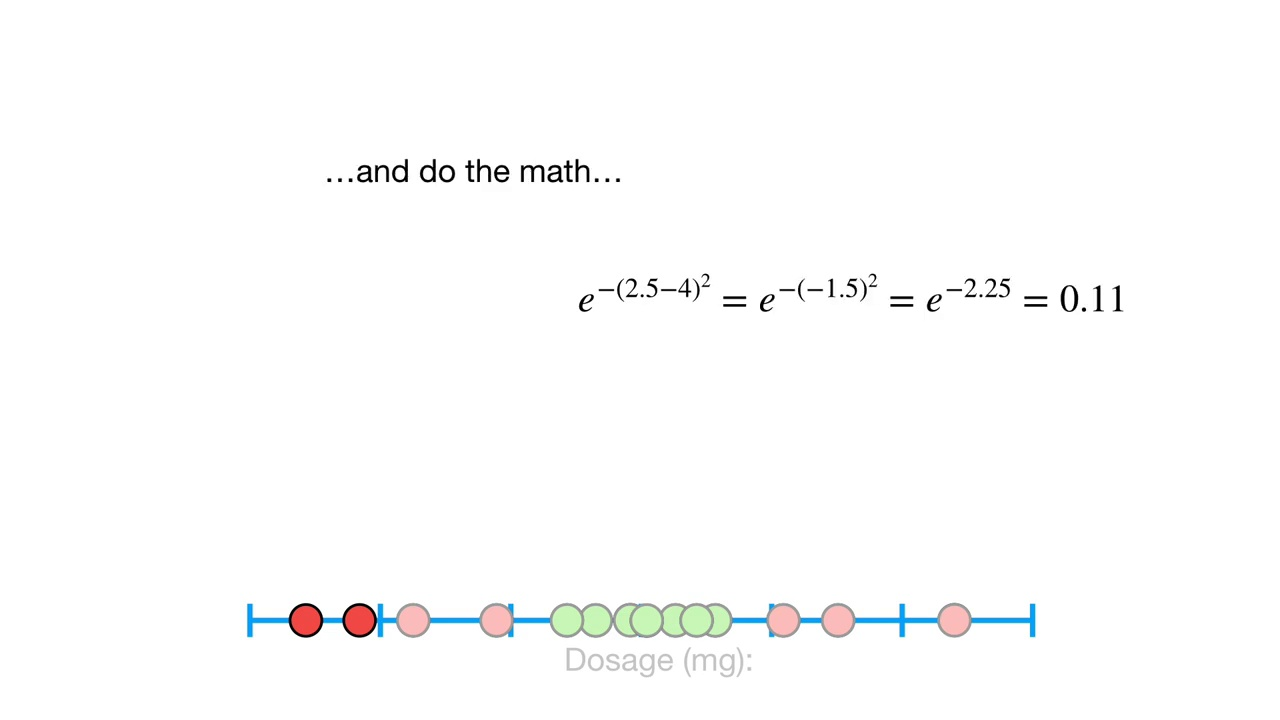 …and do the math…
e^{−(2.5−4)^2} = e^{−(−1.5)^2} = e^{−2.25} = 0.11
Dosage (mg):